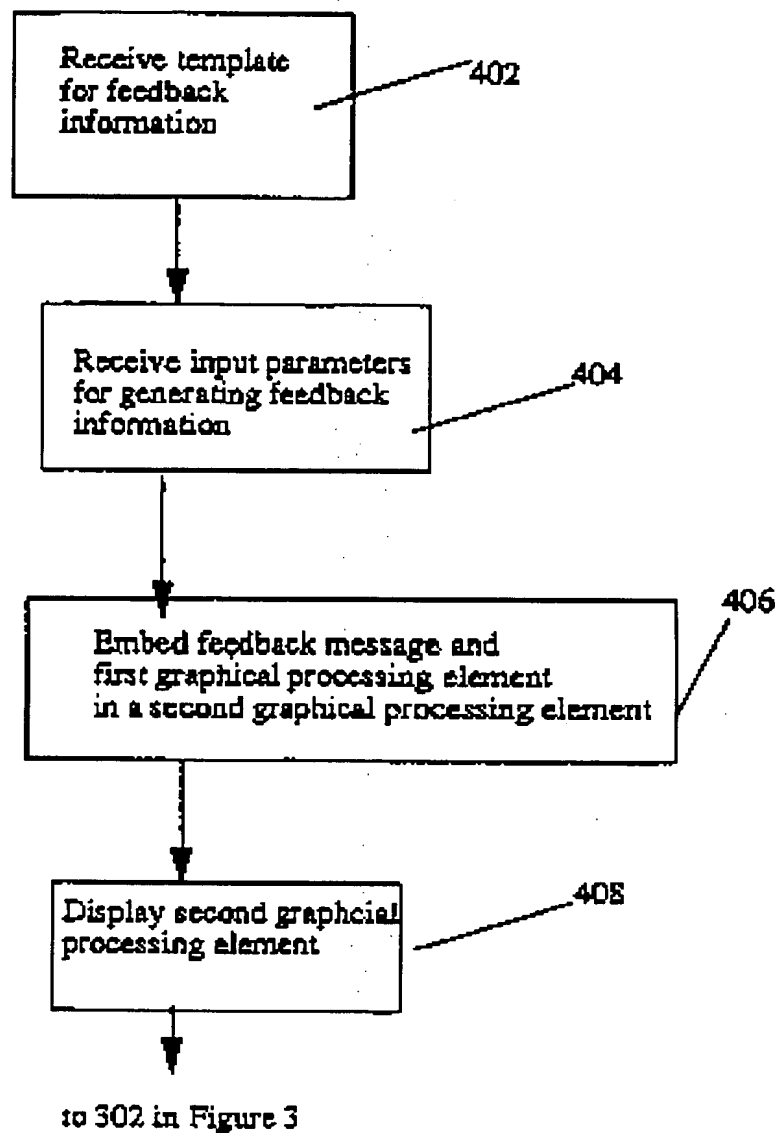 Receive template
for feedback
information
402
Receive input parameters
for generating feedback
information
404
Embed feedback message and
first graphical processing element
in a second graphical processing element
406
Display second graphcial
processing element
408
to 302 in Figure 3